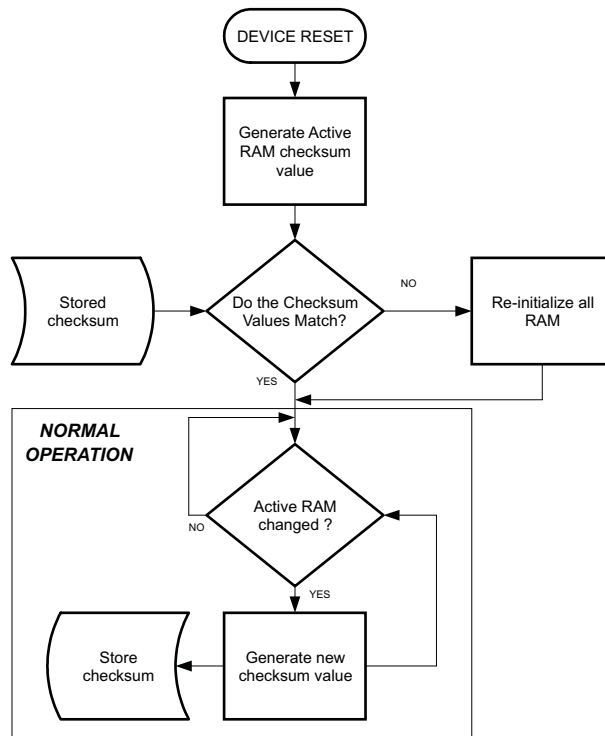 DEVICE RESET
Generate Active
RAM checksum
value
Stored
checksum
Do the Checksum
Values Match?
NO
Re-initialize all
RAM
YES
NORMAL
OPERATION
Active RAM
changed ?
NO
YES
Store
checksum
Generate new
checksum value